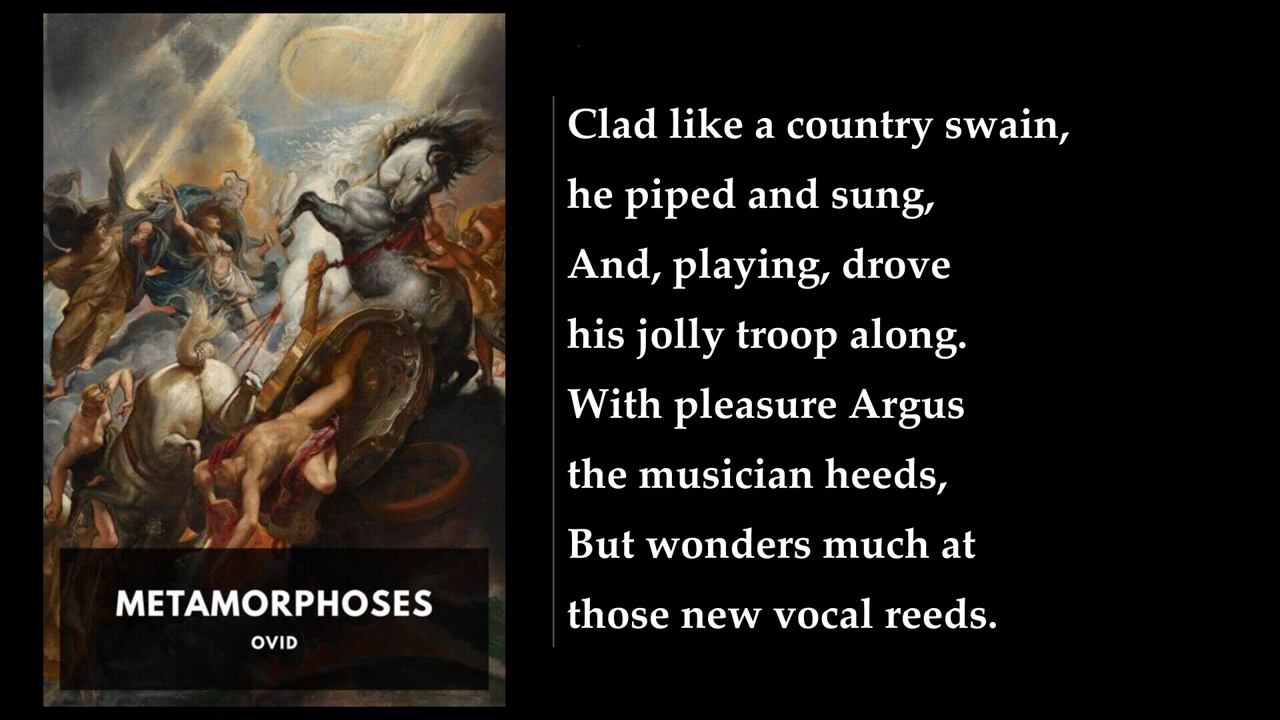 METAMORPHOSES
OVID
Clad like a country swain,
he piped and sung,
And, playing, drove
his jolly troop along.
With pleasure Argus
the musician heeds,
But wonders much at
those new vocal reeds.